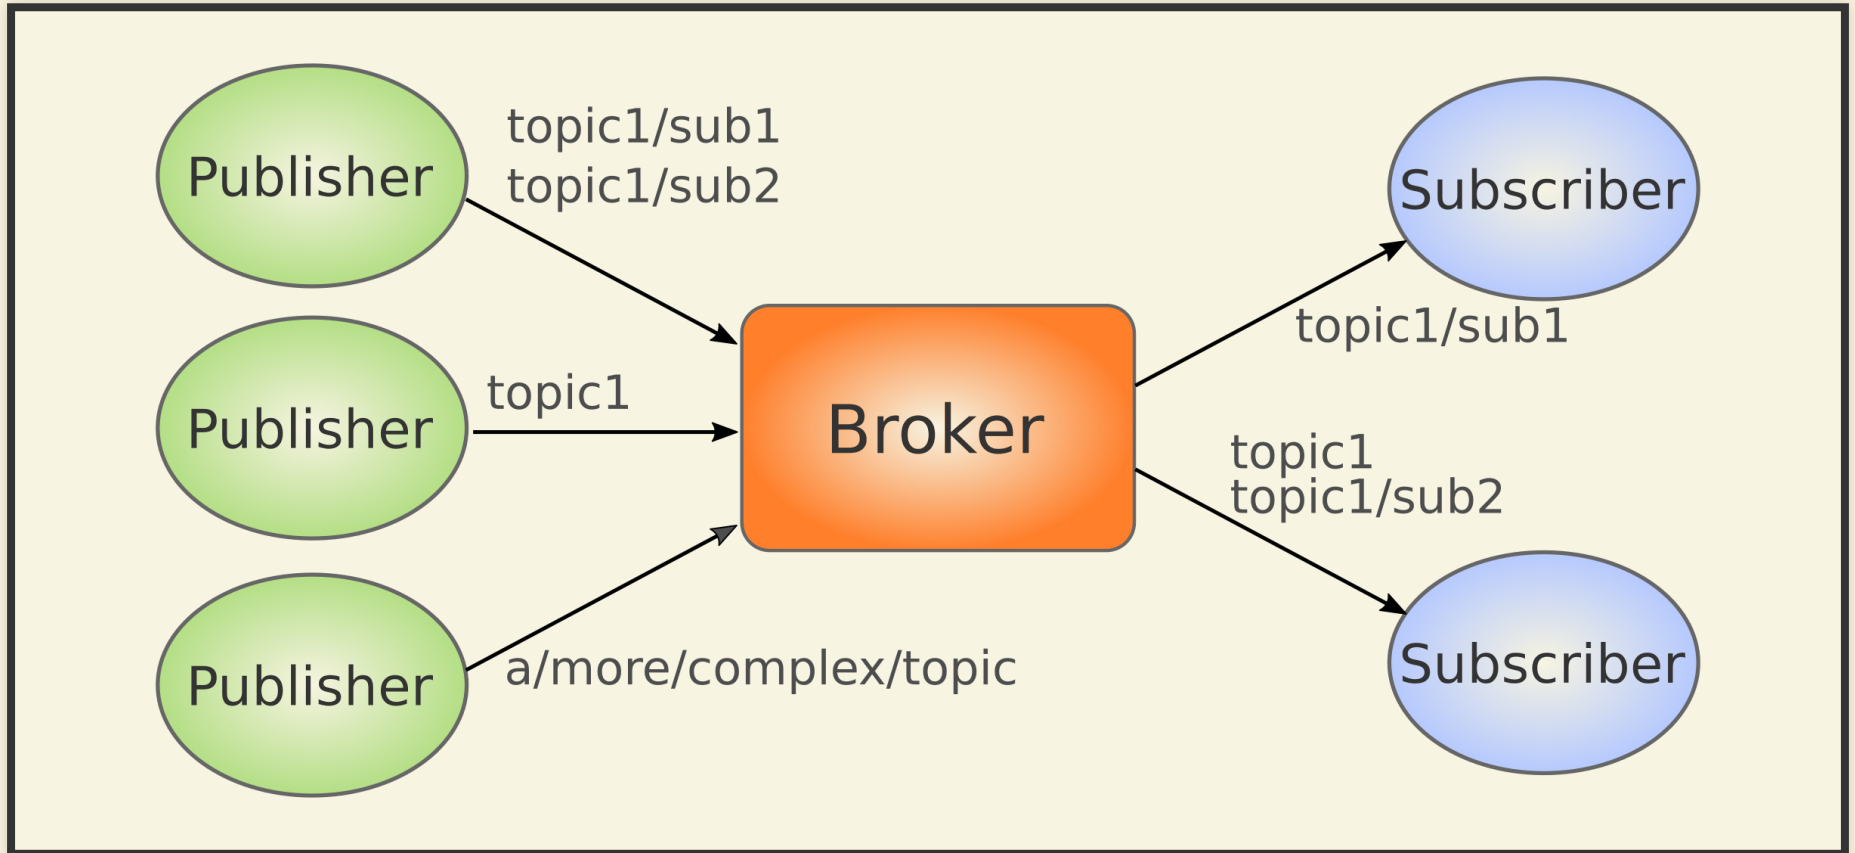 Publisher
topic1/sub1
topic1/sub2
Publisher
topic1
Publisher
a/more/complex/topic
Broker
Subscriber
topic1/sub1
topic1
topic1/sub2
Subscriber